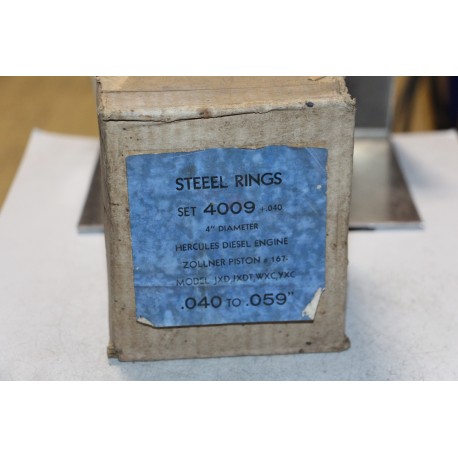 STEEEL RINGS
SET 4009 +.040
4" DIAMETER
HERCULES DIESEL ENGINE
ZOLLNER PISTON # 167
MODEL JXD, JXDT, WXC, YXC
.040 TO .059"